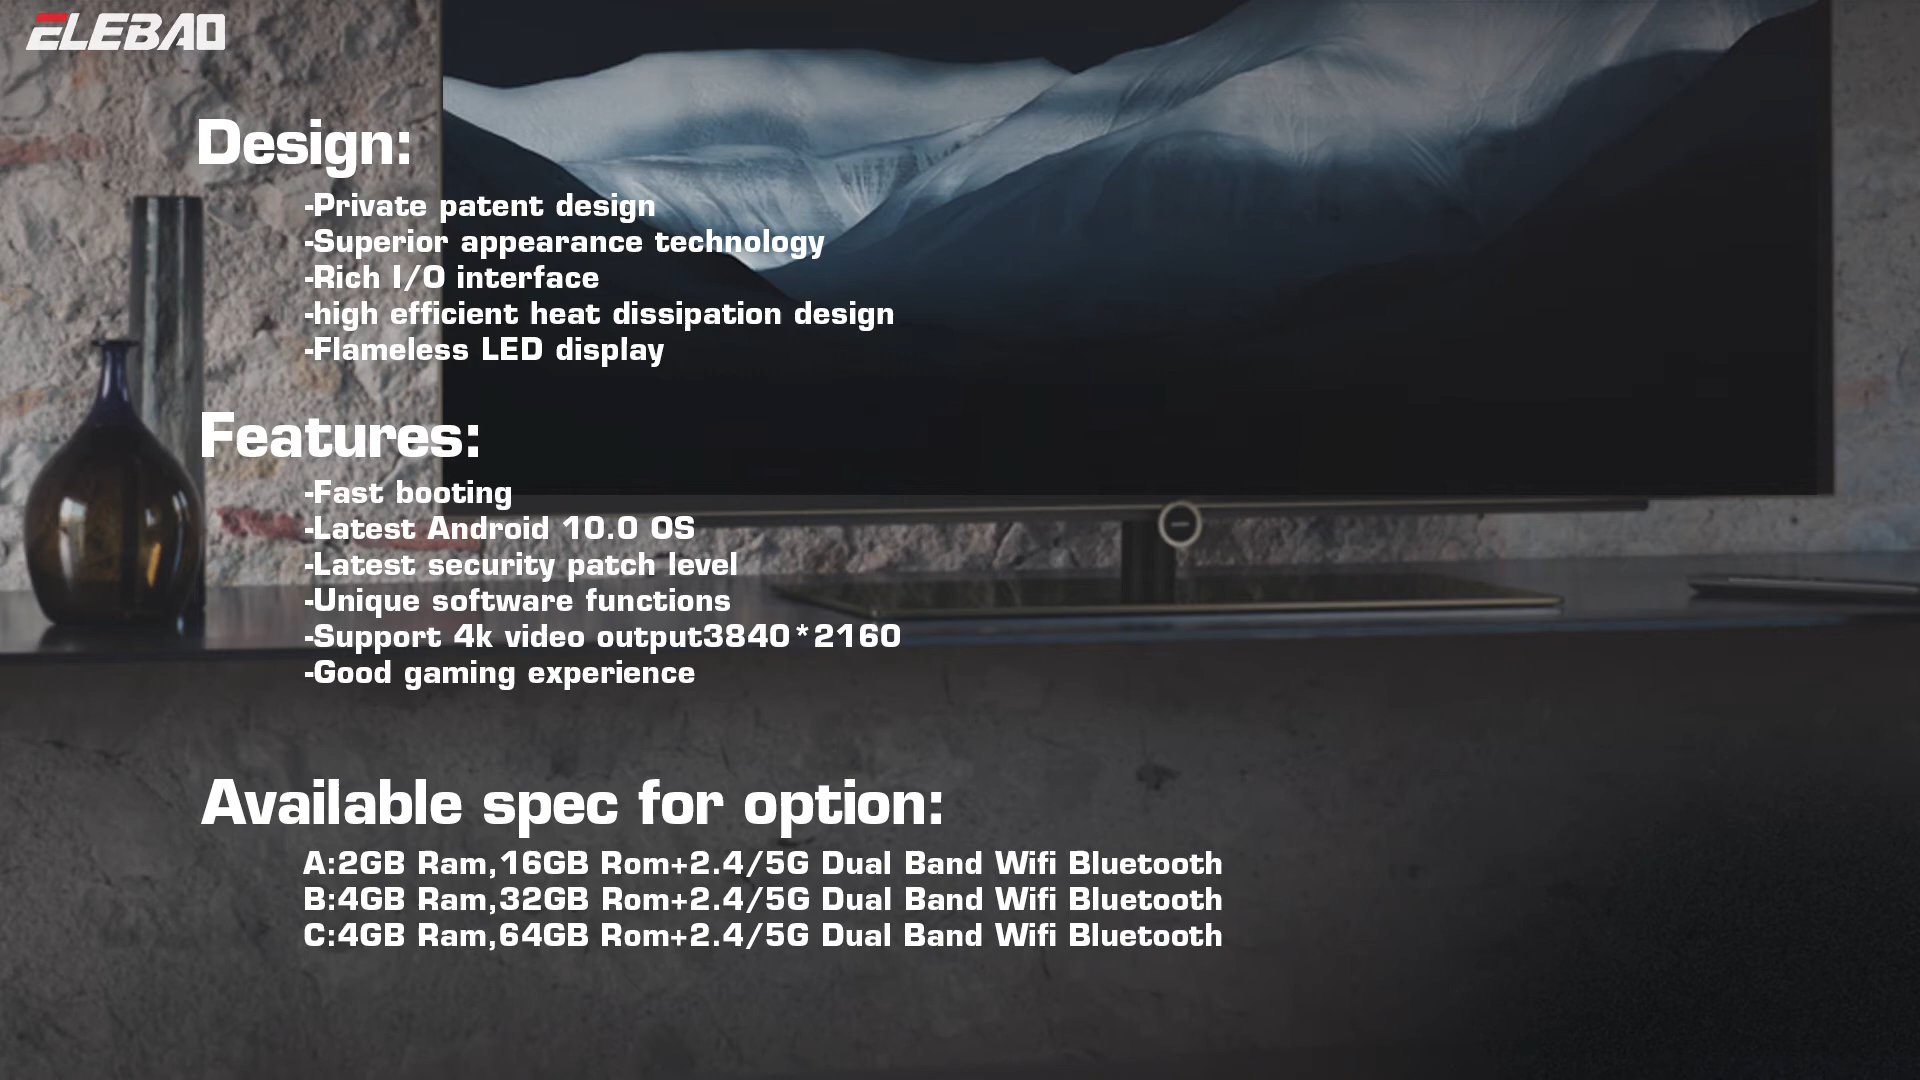 ELEBAO
Design:
-Private patent design
-Superior appearance technology
-Rich I/O interface
-high efficient heat dissipation design
-Flameless LED display
Features:
-Fast booting
-Latest Android 10.0 OS
-Latest security patch level
-Unique software functions
-Support 4k video output3840*2160
-Good gaming experience
Available spec for option:
A:2GB Ram,16GB Rom+2.4/5G Dual Band Wifi Bluetooth
B:4GB Ram,32GB Rom+2.4/5G Dual Band Wifi Bluetooth
C:4GB Ram,64GB Rom+2.4/5G Dual Band Wifi Bluetooth